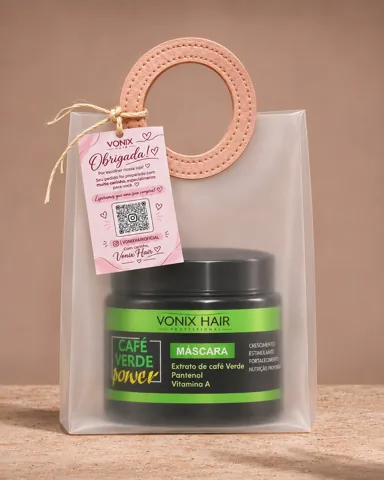 VONIX
HAIR
Obrigada!
Por escolher nossa loja!
Seu pedido foi preparado com
muito carinho, especialmente
para você.
Esperamos que ame sua compra!
@VONIXHAIROFICIAL
Com carinho,
Vonix Hair
VONIX HAIR
PROFESSIONAL
CAFÉ
VERDE
power
MÁSCARA
Extrato de café Verde
Pantenol
Vitamina A
CRESCIMENTO
ESTIMULANTE
FORTALECIMENTO
NUTRIÇÃO